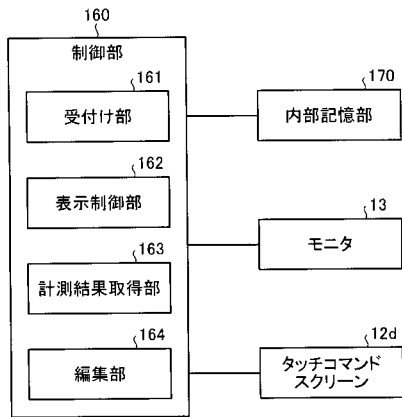 160
制御部
161
受付け部
162
表示制御部
163
計測結果取得部
164
編集部
170
内部記憶部
13
モニタ
12d
タッチコマンド
スクリーン